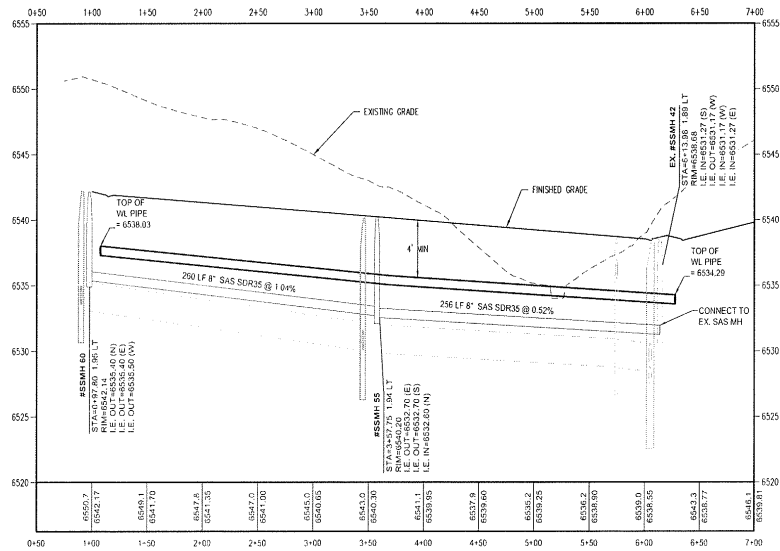 0+50 1+00 1+50 2+00 2+50 3+00 3+50 4+00 4+50 5+00 5+50 6+00 6+50 7+00
6555 6555
6550 6550
6545 6545
6540 6540
6535 6535
6530 6530
6525 6525
6520 6520
EXISTING GRADE
FINISHED GRADE
TOP OF
WL PIPE
= 6538.03
4' MIN
260 LF 8" SAS SDR35 @ 1.04%
256 LF 8" SAS SDR35 @ 0.52%
TOP OF
WL PIPE
= 6534.29
CONNECT TO
EX. SAS MH
#SSMH 60
STA=0+97.80 1.95 LT
RIM=6542.14
I.E. OUT=6535.40 (N)
I.E. OUT=6535.40 (E)
I.E. OUT=6535.50 (W)
#SSMH 55
STA=3+57.75 1.94 LT
RIM=6540.20
I.E. OUT=6532.70 (E)
I.E. OUT=6532.70 (S)
I.E. IN=6532.80 (N)
EX. #SSMH 42
STA=6+13.98 1.89 LT
RIM=6538.68
I.E. IN=6531.27 (S)
I.E. OUT=6531.17 (W)
I.E. IN=6531.17 (W)
I.E. IN=6531.27 (E)
6550.7
6542.17
6549.1
6541.70
6547.8
6541.35
6547.0
6541.00
6545.0
6540.65
6543.0
6540.30
6541.1
6539.95
6537.9
6539.60
6535.2
6539.25
6536.2
6538.90
6539.0
6538.55
6543.3
6538.77
6546.1
6539.81
0+50 1+00 1+50 2+00 2+50 3+00 3+50 4+00 4+50 5+00 5+50 6+00 6+50 7+00